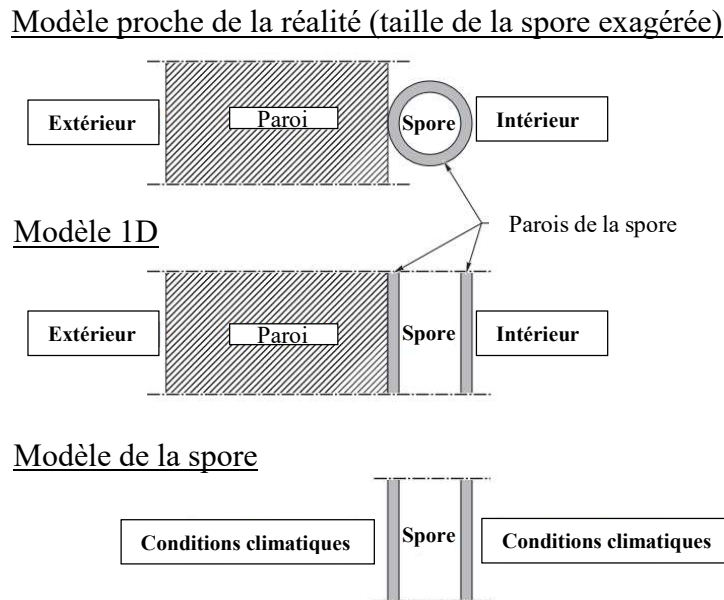 Modèle proche de la réalité (taille de la spore exagérée)
Extérieur
Paroi
Spore
Intérieur
Parois de la spore
Modèle 1D
Extérieur
Paroi
Spore
Intérieur
Modèle de la spore
Conditions climatiques
Spore
Conditions climatiques